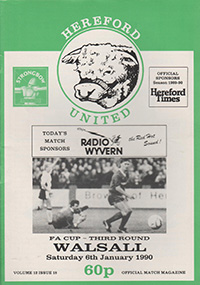 HEREFORD
UNITED
STRONGBOW
OFFICIAL
SPONSORS
Season 1989-90
Hereford
Times
TODAY'S
MATCH
SPONSORS
RADIO
WYVERN
FA CUP - THIRD ROUND
WALSALL
Saturday 6th January 1990
60p
OFFICIAL MATCH MAGAZINE